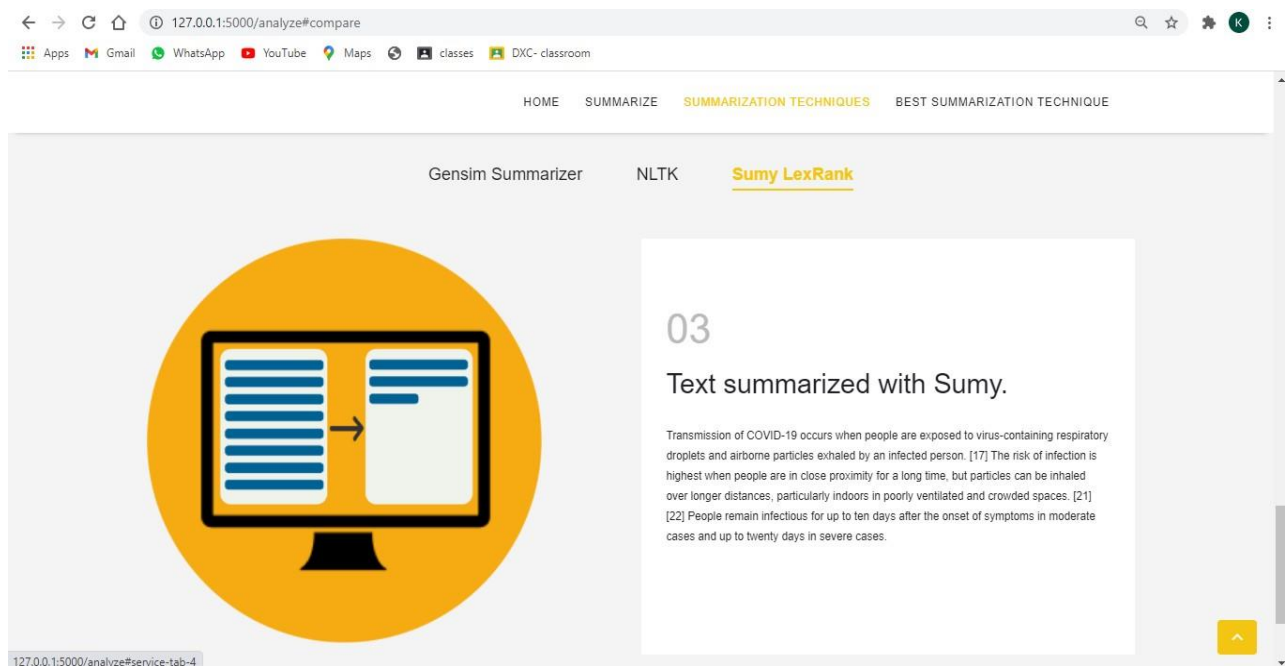 127.0.0.1:5000/analyze#compare
K
Apps Gmail WhatsApp YouTube Maps classes DXC- classroom
HOME SUMMARIZE SUMMARIZATION TECHNIQUES BEST SUMMARIZATION TECHNIQUE
Gensim Summarizer NLTK Sumy LexRank
03
Text summarized with Sumy.
Transmission of COVID-19 occurs when people are exposed to virus-containing respiratory
droplets and airborne particles exhaled by an infected person. [17] The risk of infection is
highest when people are in close proximity for a long time, but particles can be inhaled
over longer distances, particularly indoors in poorly ventilated and crowded spaces. [21]
[22] People remain infectious for up to ten days after the onset of symptoms in moderate
cases and up to twenty days in severe cases.
127.0.0.1:5000/analyze#service-tab-4